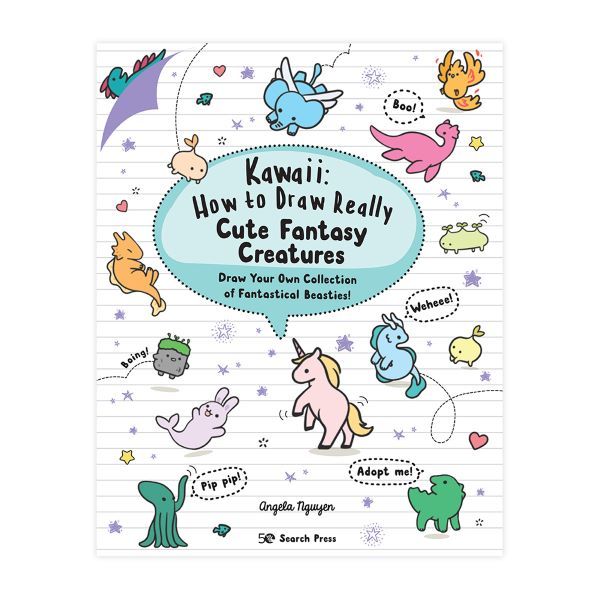 Boo!
Kawaii:
How to Draw Really
Cute Fantasy
Creatures
Draw Your Own Collection
of Fantastical Beasties!
Weheee!
Boing!
Adopt me!
Pip pip!
Angela Nguyen
50 Search Press